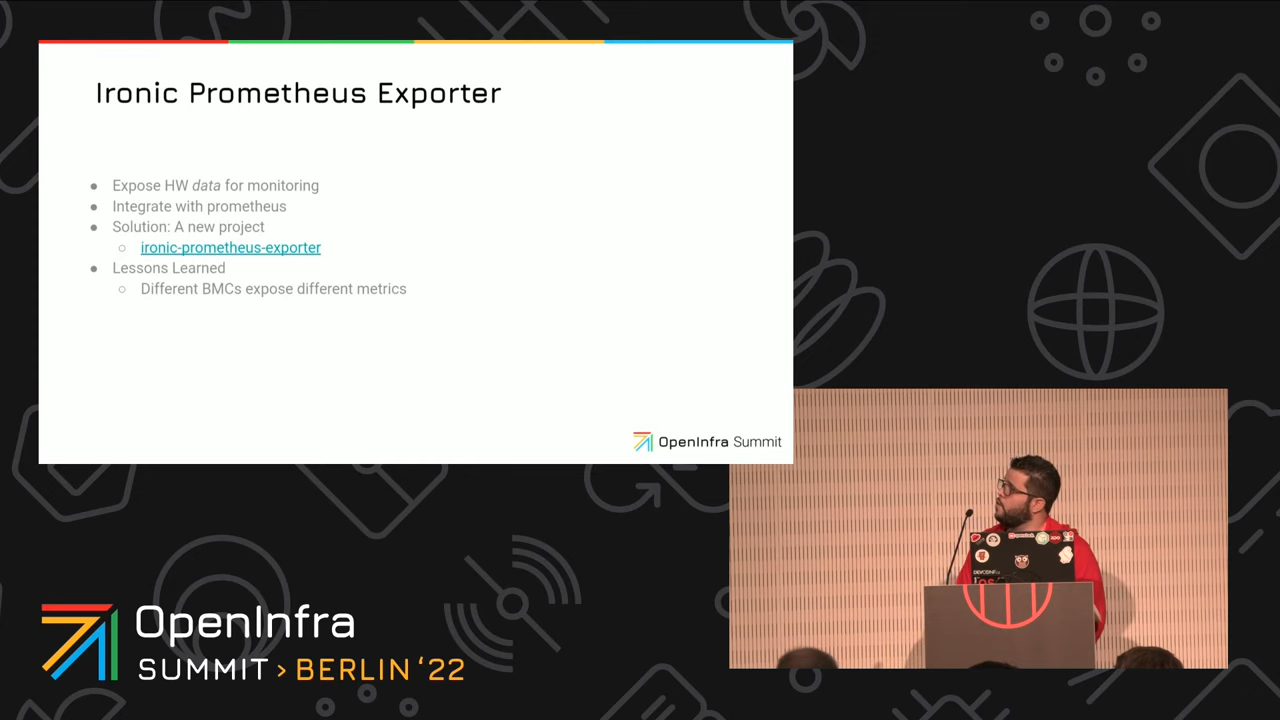 Ironic Prometheus Exporter
Expose HW data for monitoring
Integrate with prometheus
Solution: A new project
ironic-prometheus-exporter
Lessons Learned
Different BMCs expose different metrics
OpenInfra Summit
OpenInfra
SUMMIT > BERLIN ‘22